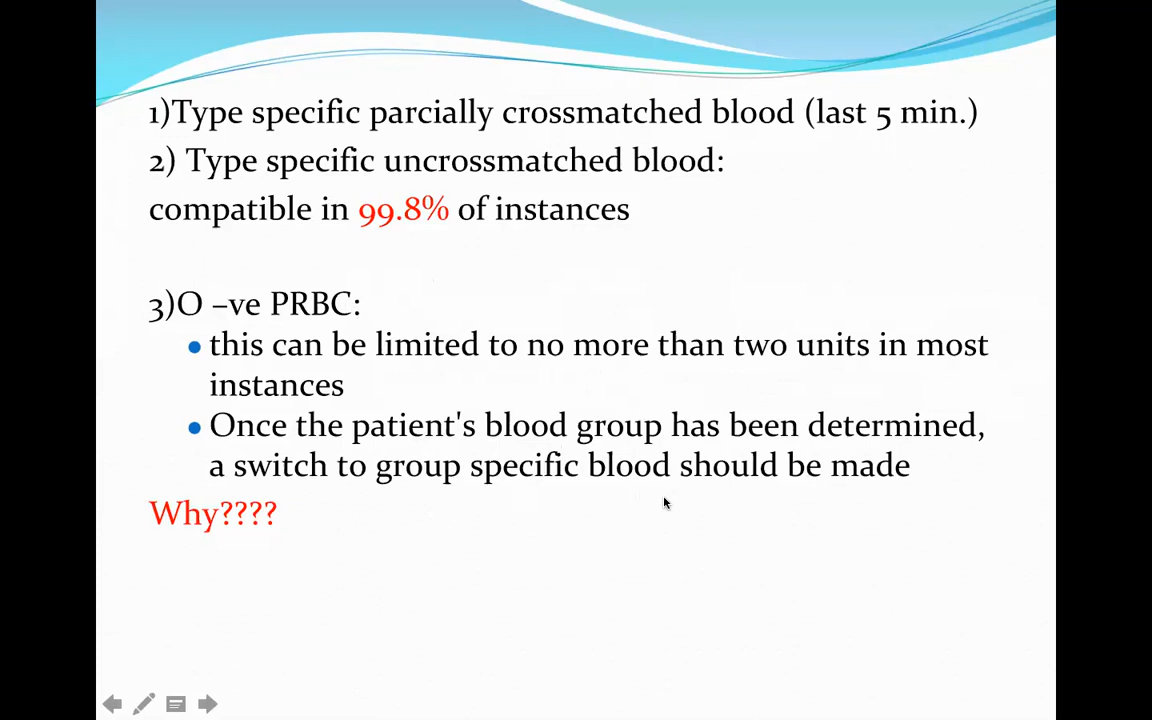 1)Type specific parcially crossmatched blood (last 5 min.)
2) Type specific uncrossmatched blood:
compatible in 99.8% of instances
3)O –ve PRBC:
• this can be limited to no more than two units in most
instances
• Once the patient's blood group has been determined,
a switch to group specific blood should be made
Why????